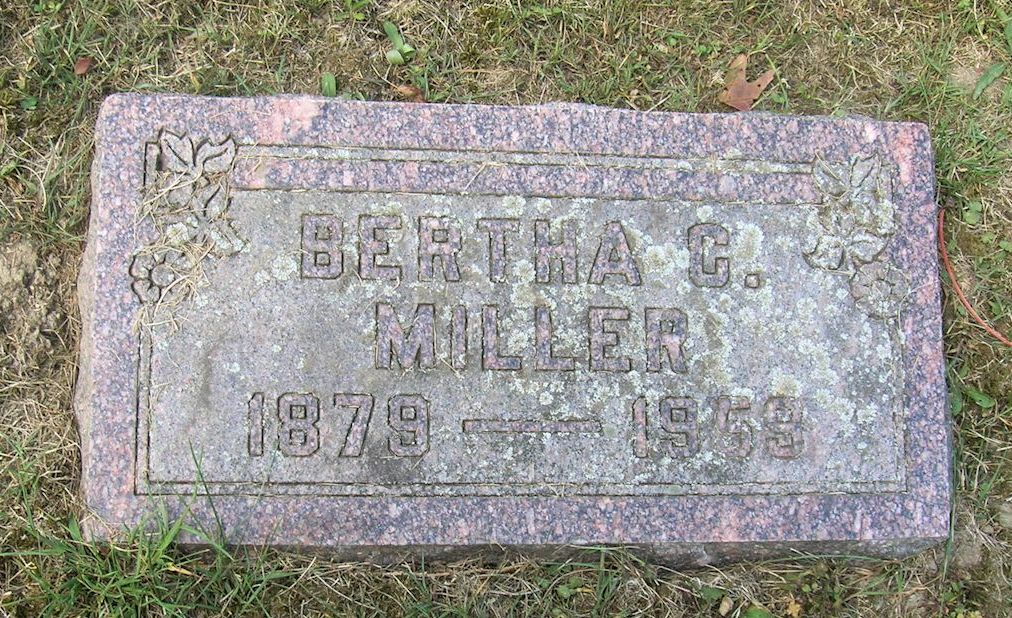 BERTHA C.
MILLER
1879 — 1959